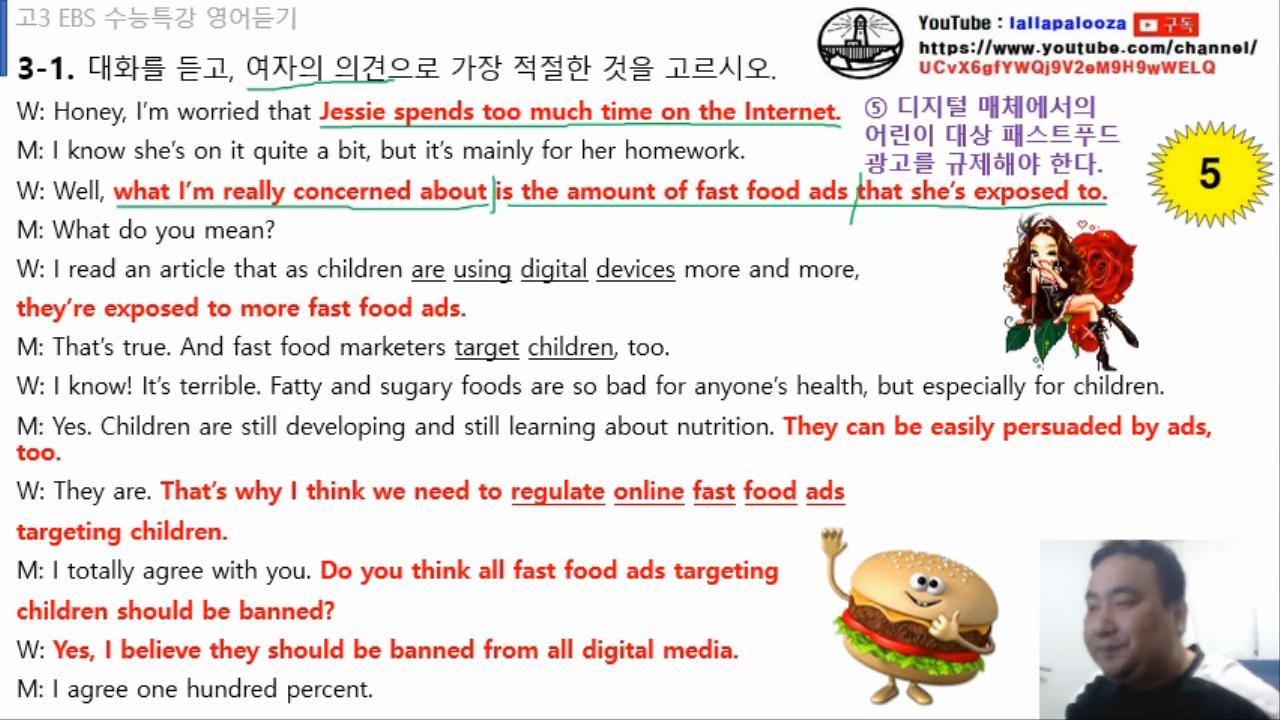 고3 EBS 수능특강 영어듣기
YouTube : lallapalooza 구독
https://www.youtube.com/channel/
UCvX6gfYWQj9V2eM9H9wWELQ
3-1. 대화를 듣고, 여자의 의견으로 가장 적절한 것을 고르시오.
W: Honey, I'm worried that Jessie spends too much time on the Internet.
M: I know she's on it quite a bit, but it's mainly for her homework.
W: Well, what I'm really concerned about is the amount of fast food ads that she's exposed to.
⑤ 디지털 매체에서의
어린이 대상 패스트푸드
광고를 규제해야 한다.
5
M: What do you mean?
W: I read an article that as children are using digital devices more and more,
they're exposed to more fast food ads.
M: That's true. And fast food marketers target children, too.
W: I know! It's terrible. Fatty and sugary foods are so bad for anyone's health, but especially for children.
M: Yes. Children are still developing and still learning about nutrition. They can be easily persuaded by ads,
too.
W: They are. That's why I think we need to regulate online fast food ads
targeting children.
M: I totally agree with you. Do you think all fast food ads targeting
children should be banned?
W: Yes, I believe they should be banned from all digital media.
M: I agree one hundred percent.